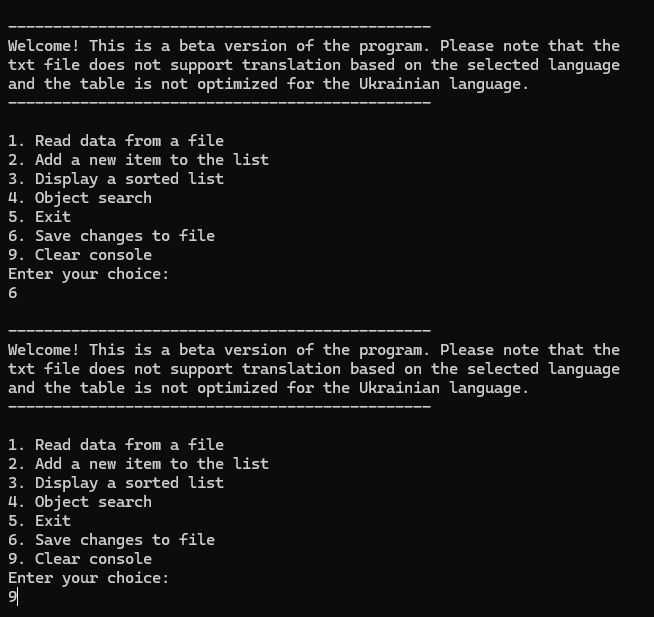 -----------------------------------------------
Welcome! This is a beta version of the program. Please note that the
txt file does not support translation based on the selected language
and the table is not optimized for the Ukrainian language.
-----------------------------------------------
1. Read data from a file
2. Add a new item to the list
3. Display a sorted list
4. Object search
5. Exit
6. Save changes to file
9. Clear console
Enter your choice:
6
-----------------------------------------------
Welcome! This is a beta version of the program. Please note that the
txt file does not support translation based on the selected language
and the table is not optimized for the Ukrainian language.
-----------------------------------------------
1. Read data from a file
2. Add a new item to the list
3. Display a sorted list
4. Object search
5. Exit
6. Save changes to file
9. Clear console
Enter your choice:
9